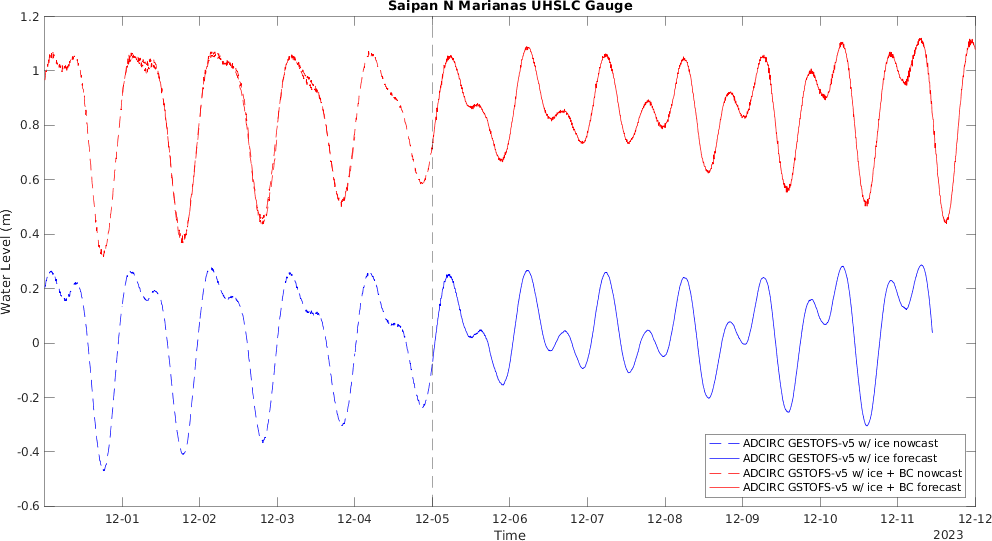 Saipan N Marianas UHSLC Gauge
Water Level (m)
1.2
1
0.8
0.6
0.4
0.2
0
-0.2
-0.4
-0.6
ADCIRC GESTOFS-v5 w/ ice nowcast
ADCIRC GESTOFS-v5 w/ ice forecast
ADCIRC GSTOFS-v5 w/ ice + BC nowcast
ADCIRC GSTOFS-v5 w/ ice + BC forecast
12-01 12-02 12-03 12-04 12-05 12-06 12-07 12-08 12-09 12-10 12-11 12-12
Time
2023